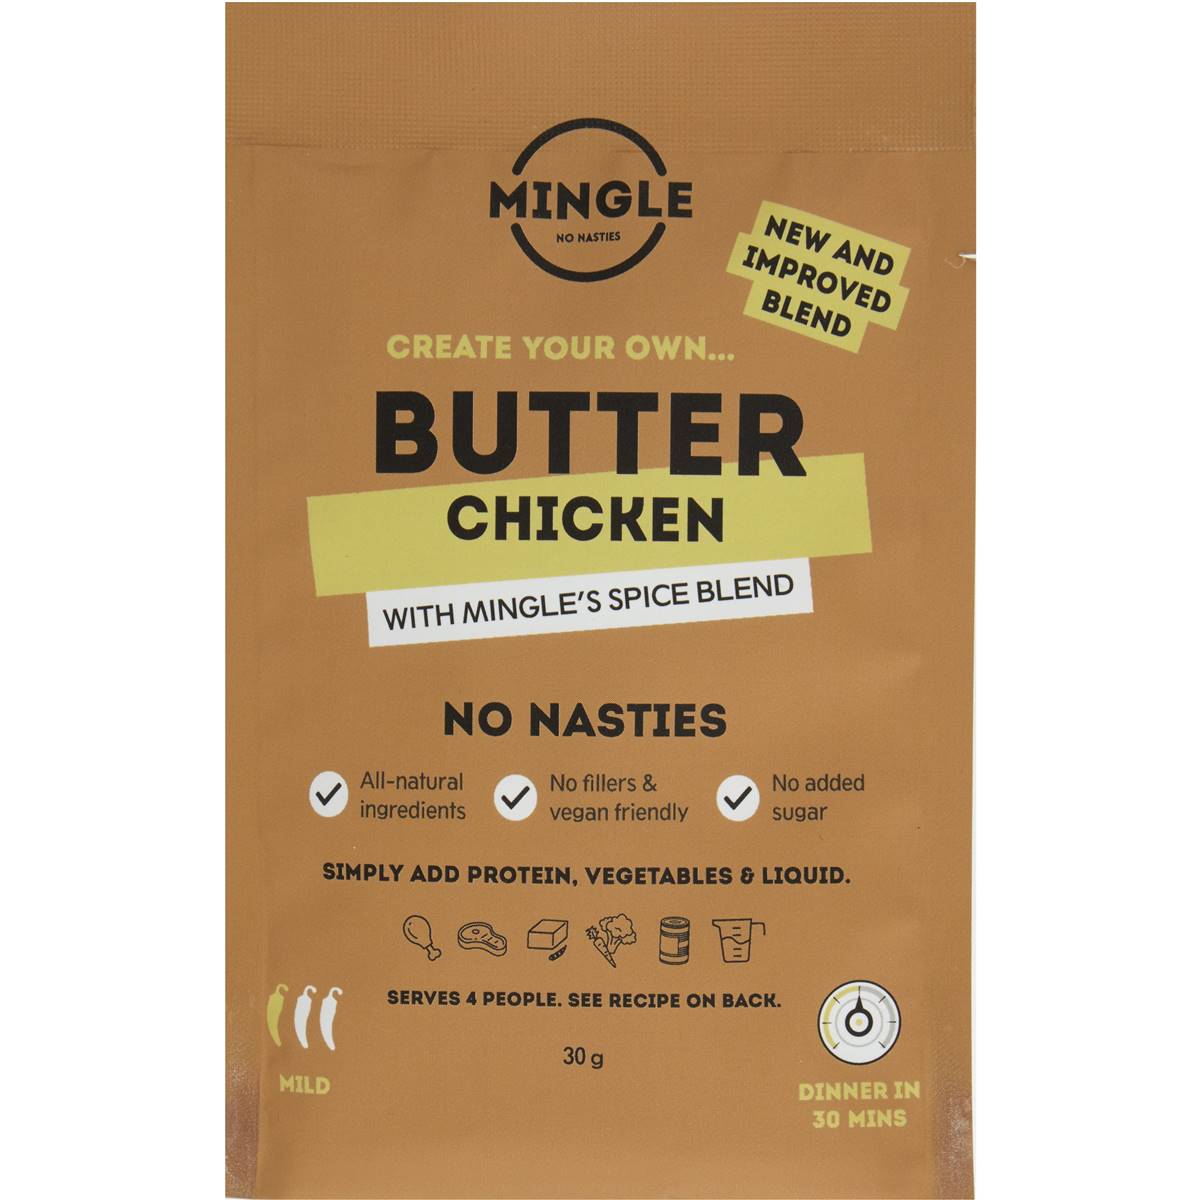 MINGLE
NO NASTIES
NEW AND
IMPROVED
BLEND
CREATE YOUR OWN...
BUTTER
CHICKEN
WITH MINGLE'S SPICE BLEND
NO NASTIES
All-natural
ingredients
No fillers &
vegan friendly
No added
sugar
SIMPLY ADD PROTEIN, VEGETABLES & LIQUID.
SERVES 4 PEOPLE. SEE RECIPE ON BACK.
30 g
MILD
DINNER IN
30 MINS